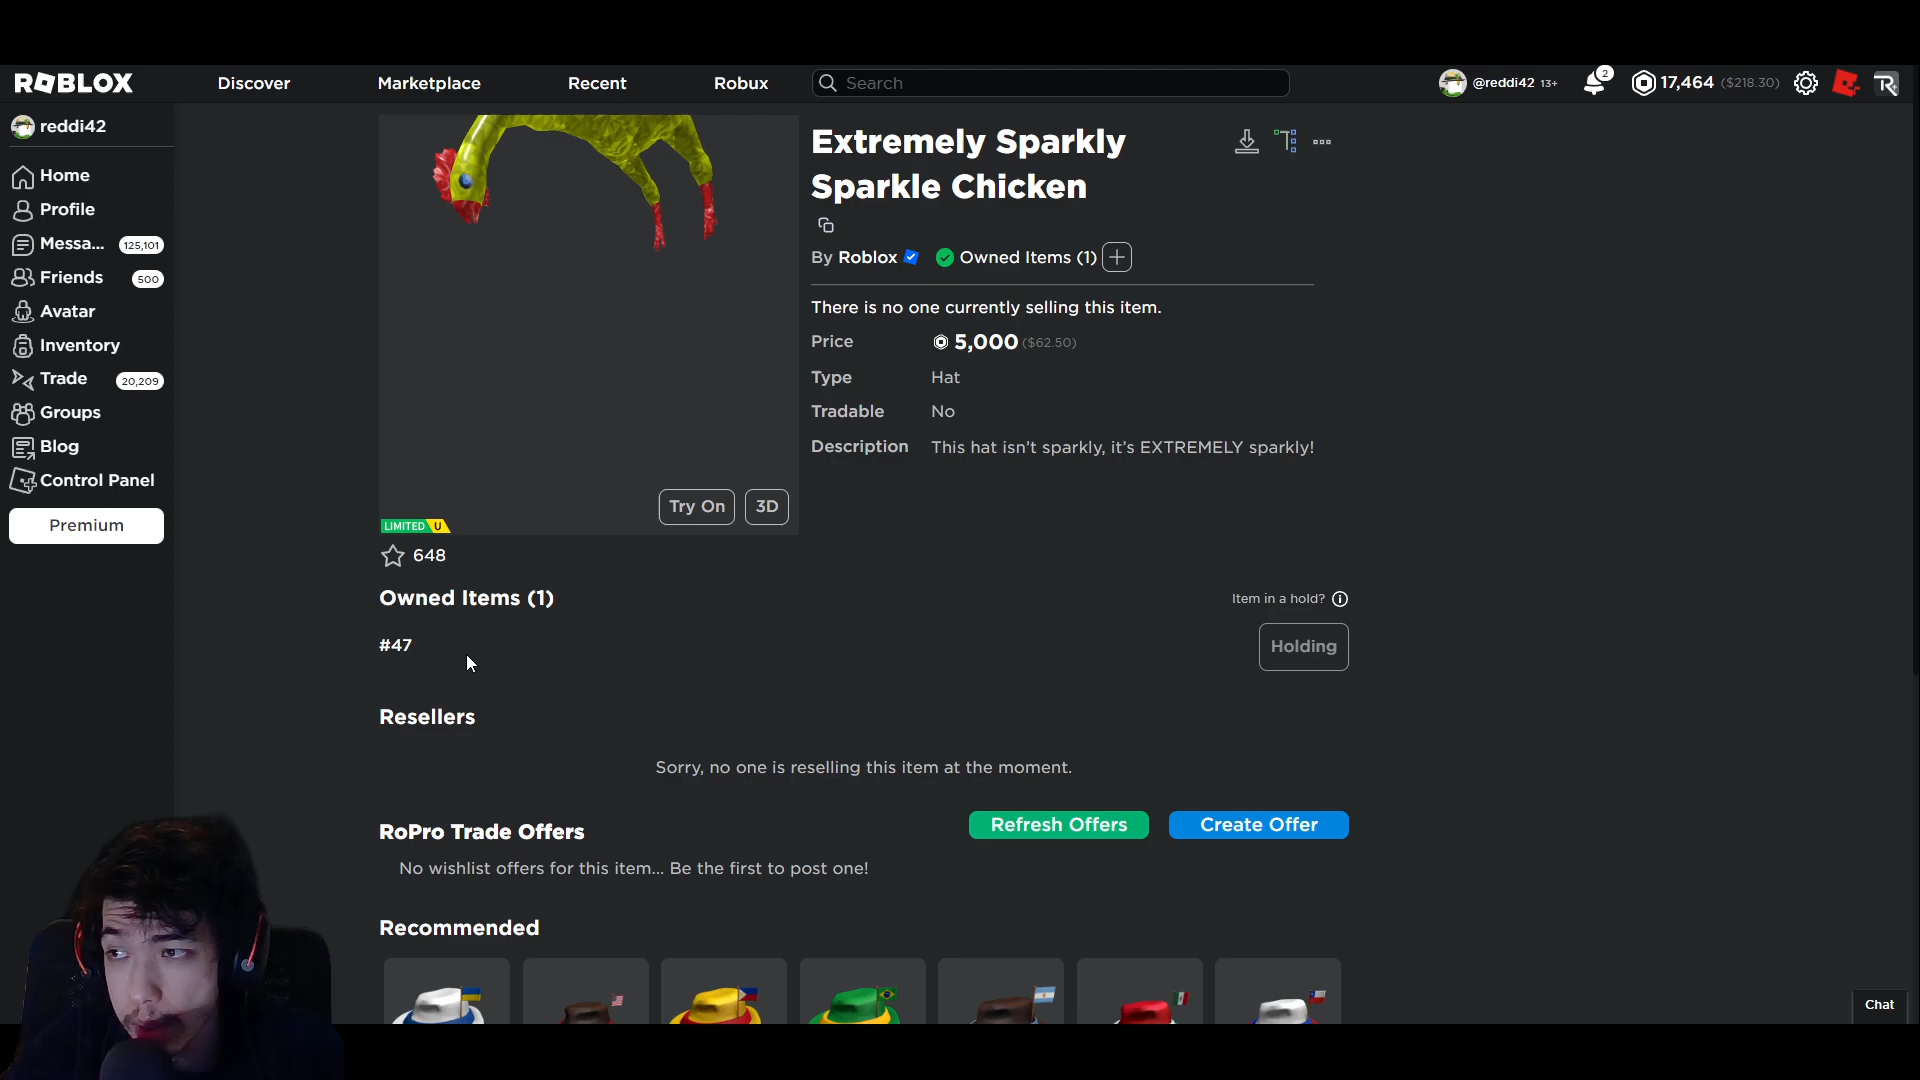 ROBLOX
Discover
Marketplace
Recent
Robux
Search
@reddi42 13+
2
17,464 ($218.30)
reddi42
Home
Profile
Messa... 125,101
Friends 500
Avatar
Inventory
Trade 20,209
Groups
Blog
Control Panel
Premium
Extremely Sparkly
Sparkle Chicken
By Roblox Owned Items (1)
There is no one currently selling this item.
Price 5,000 ($62.50)
Type Hat
Tradable No
Description This hat isn't sparkly, it's EXTREMELY sparkly!
Try On 3D
LIMITED U
648
Owned Items (1)
Item in a hold?
#47
Holding
Resellers
Sorry, no one is reselling this item at the moment.
RoPro Trade Offers
Refresh Offers
Create Offer
No wishlist offers for this item... Be the first to post one!
Recommended
Chat